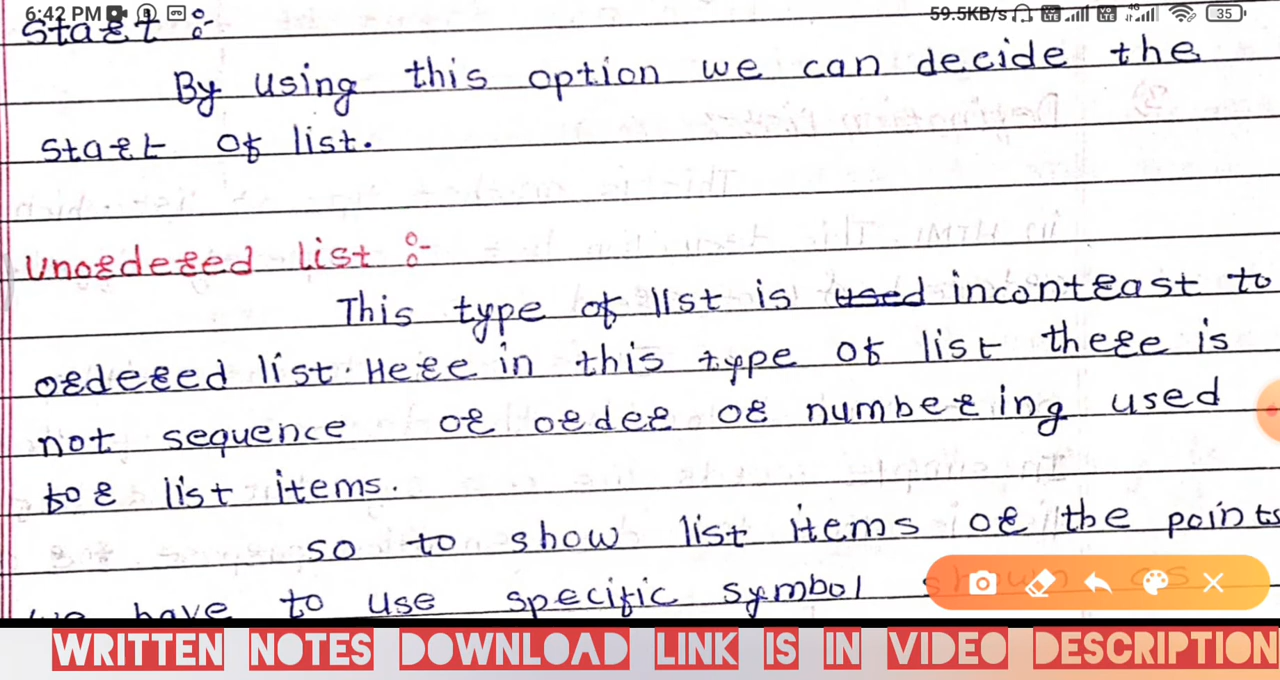 6:42 PM
59.5KB/s
35
Start :-
By using this option we can decide the
start of list.
Unordered list :-
This type of list is used incontrast to
ordered list. Here in this type of list there is
not sequence or order or numbering used
for list items.
so to show list items or the points
we have to use specific symbol shown as
WRITTEN NOTES DOWNLOAD LINK IS IN VIDEO DESCRIPTION